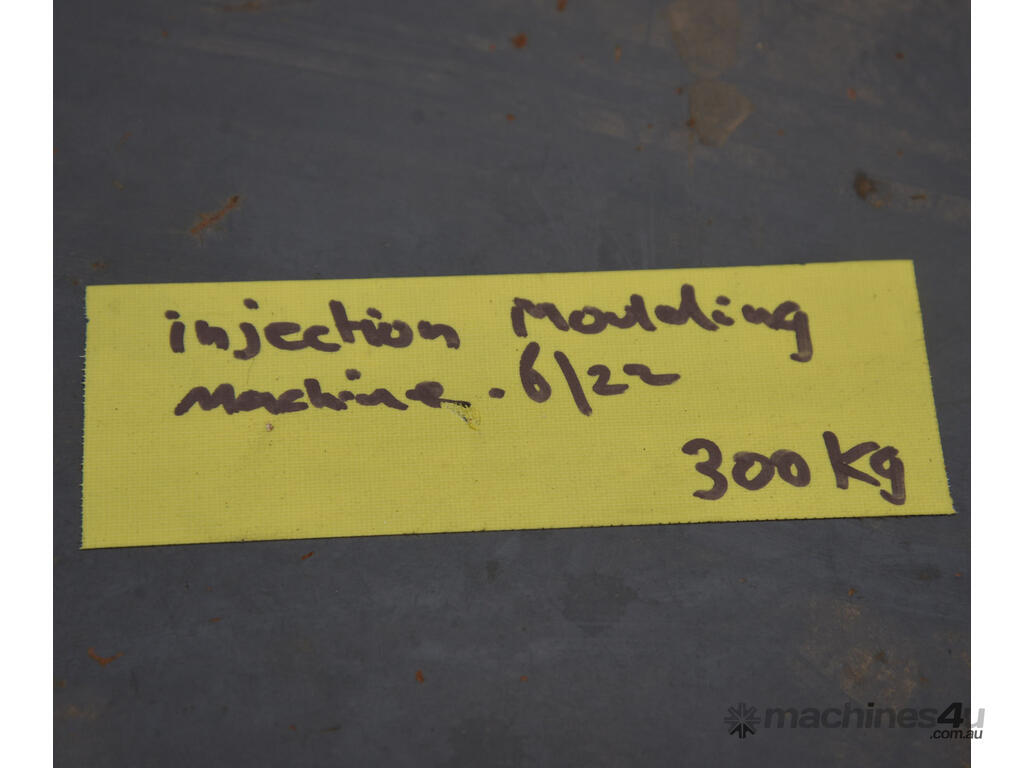 injection Moulding
Machine. 6/22
300 kg
machines4u
.com.au